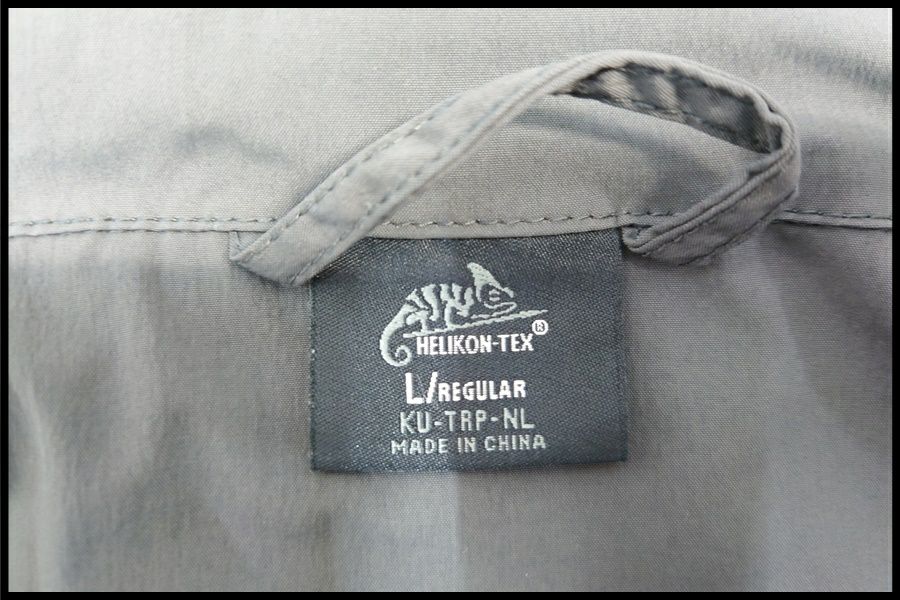 HELIKON-TEX®
L/REGULAR
KU-TRP-NL
MADE IN CHINA